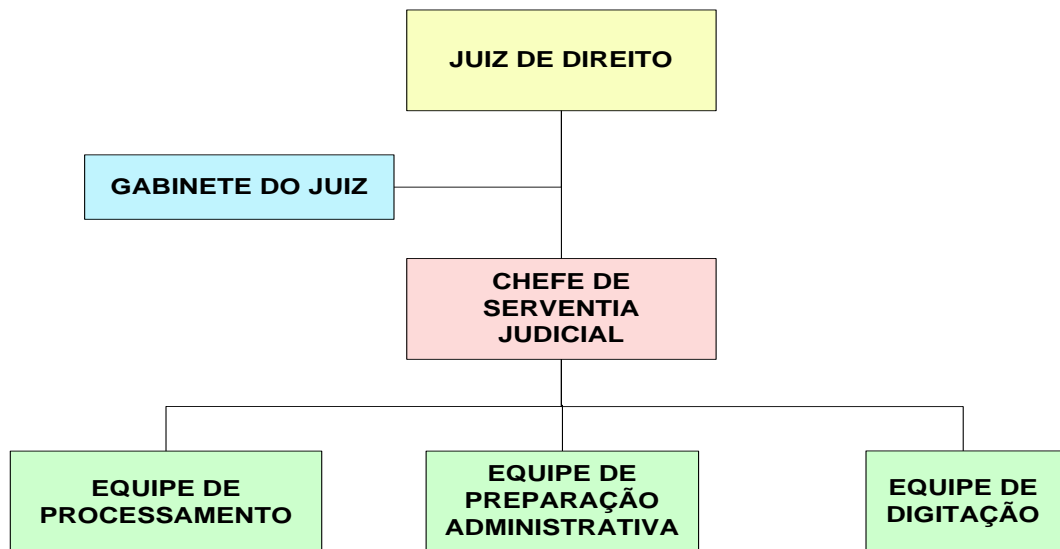 JUIZ DE DIREITO
GABINETE DO JUIZ
CHEFE DE
SERVENTIA
JUDICIAL
EQUIPE DE
PROCESSAMENTO
EQUIPE DE
PREPARAÇÃO
ADMINISTRATIVA
EQUIPE DE
DIGITAÇÃO